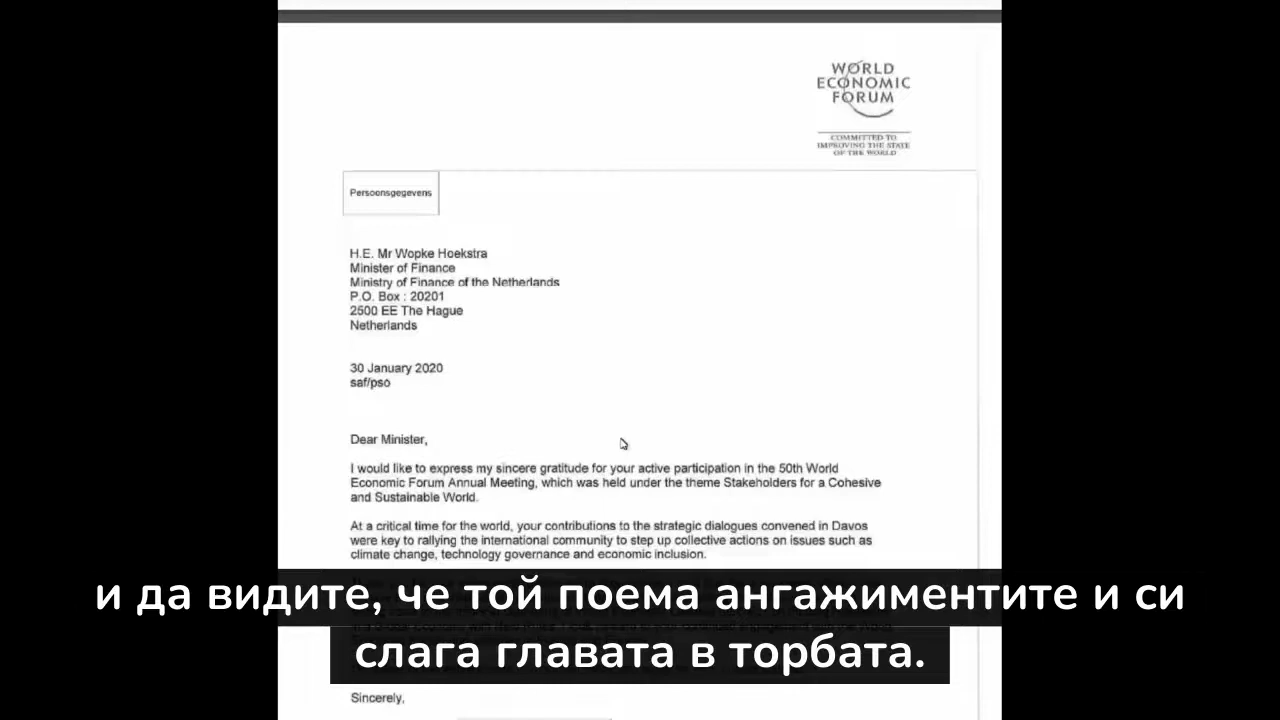 WORLD
ECONOMIC
FORUM
COMMITTED TO
IMPROVING THE STATE
OF THE WORLD
Persoonsgegevens
H.E. Mr Wopke Hoekstra
Minister of Finance
Ministry of Finance of the Netherlands
P.O. Box : 20201
2500 EE The Hague
Netherlands
30 January 2020
saf/pso
Dear Minister,
I would like to express my sincere gratitude for your active participation in the 50th World
Economic Forum Annual Meeting, which was held under the theme Stakeholders for a Cohesive
and Sustainable World.
At a critical time for the world, your contributions to the strategic dialogues convened in Davos
were key to rallying the international community to step up collective actions on issues such as
climate change, technology governance and economic inclusion.
и да видите, че той поема ангажиментите и си
слага главата в торбата.
Sincerely,